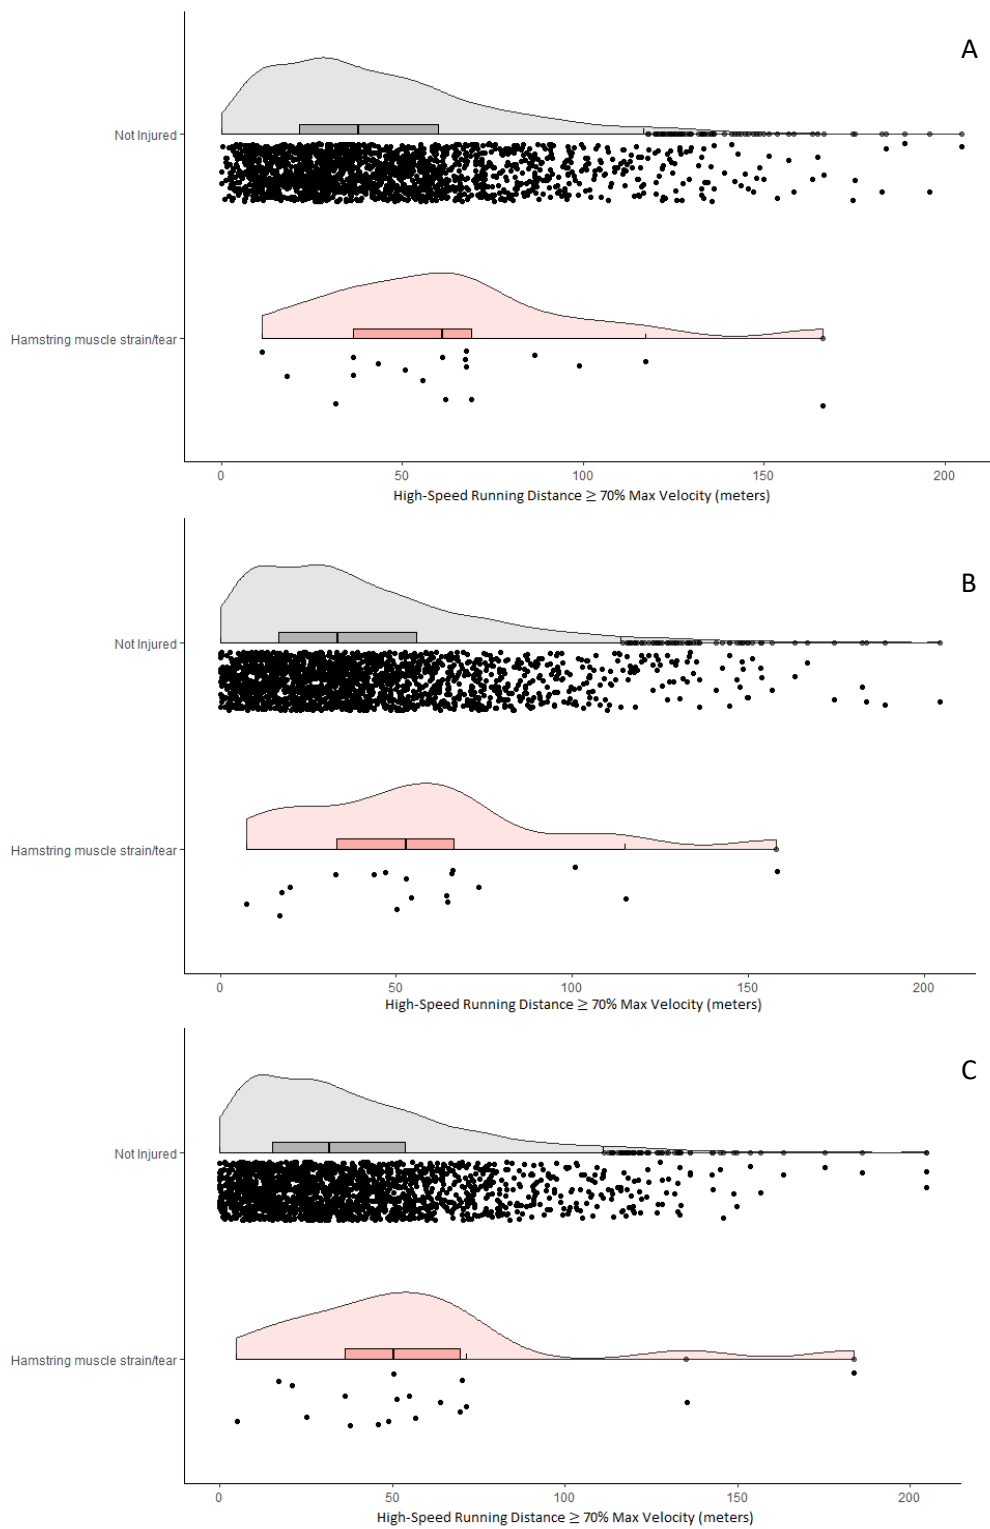 A
Not Injured
Hamstring muscle strain/tear
0 50 100 150 200
High-Speed Running Distance ≥ 70% Max Velocity (meters)
B
Not Injured
Hamstring muscle strain/tear
0 50 100 150 200
High-Speed Running Distance ≥ 70% Max Velocity (meters)
C
Not Injured
Hamstring muscle strain/tear
0 50 100 150 200
High-Speed Running Distance ≥ 70% Max Velocity (meters)